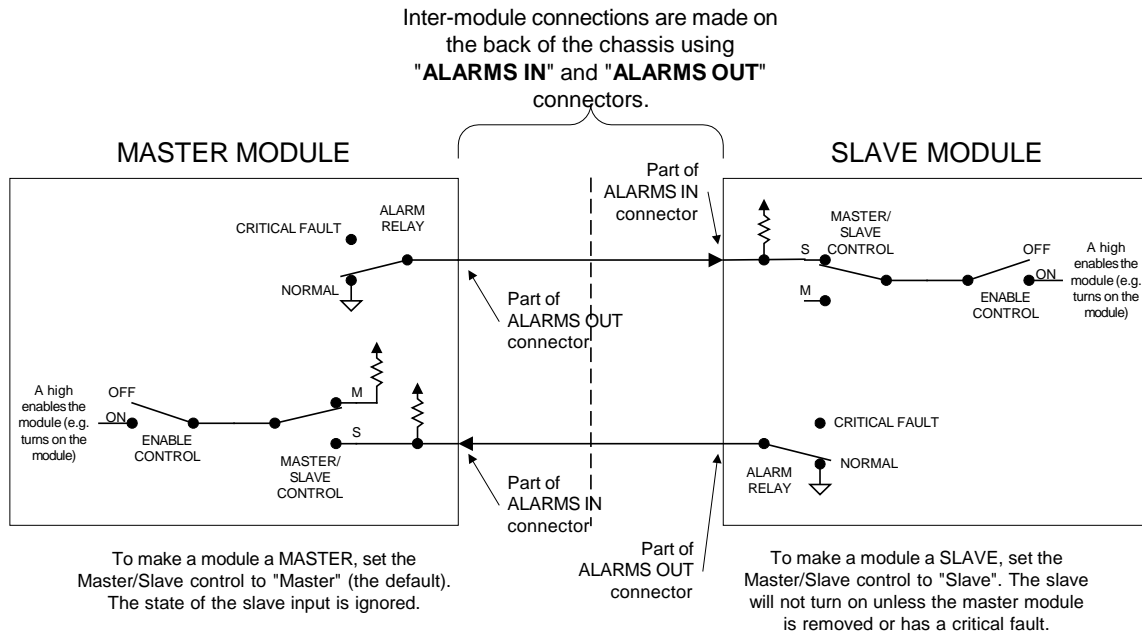 Inter-module connections are made on
the back of the chassis using
"ALARMS IN" and "ALARMS OUT"
connectors.
MASTER MODULE
SLAVE MODULE
Part of
ALARMS IN
connector
CRITICAL FAULT
ALARM
RELAY
NORMAL
Part of
ALARMS OUT
connector
S
MASTER/
SLAVE
CONTROL
M
OFF
ON
ENABLE
CONTROL
A high
enables the
module (e.g.
turns on the
module)
A high
enables the
module (e.g.
turns on the
module)
OFF
ON
ENABLE
CONTROL
M
S
MASTER/
SLAVE
CONTROL
Part of
ALARMS IN
connector
CRITICAL FAULT
NORMAL
ALARM
RELAY
Part of
ALARMS OUT
connector
To make a module a MASTER, set the
Master/Slave control to "Master" (the default).
The state of the slave input is ignored.
To make a module a SLAVE, set the
Master/Slave control to "Slave". The slave
will not turn on unless the master module
is removed or has a critical fault.